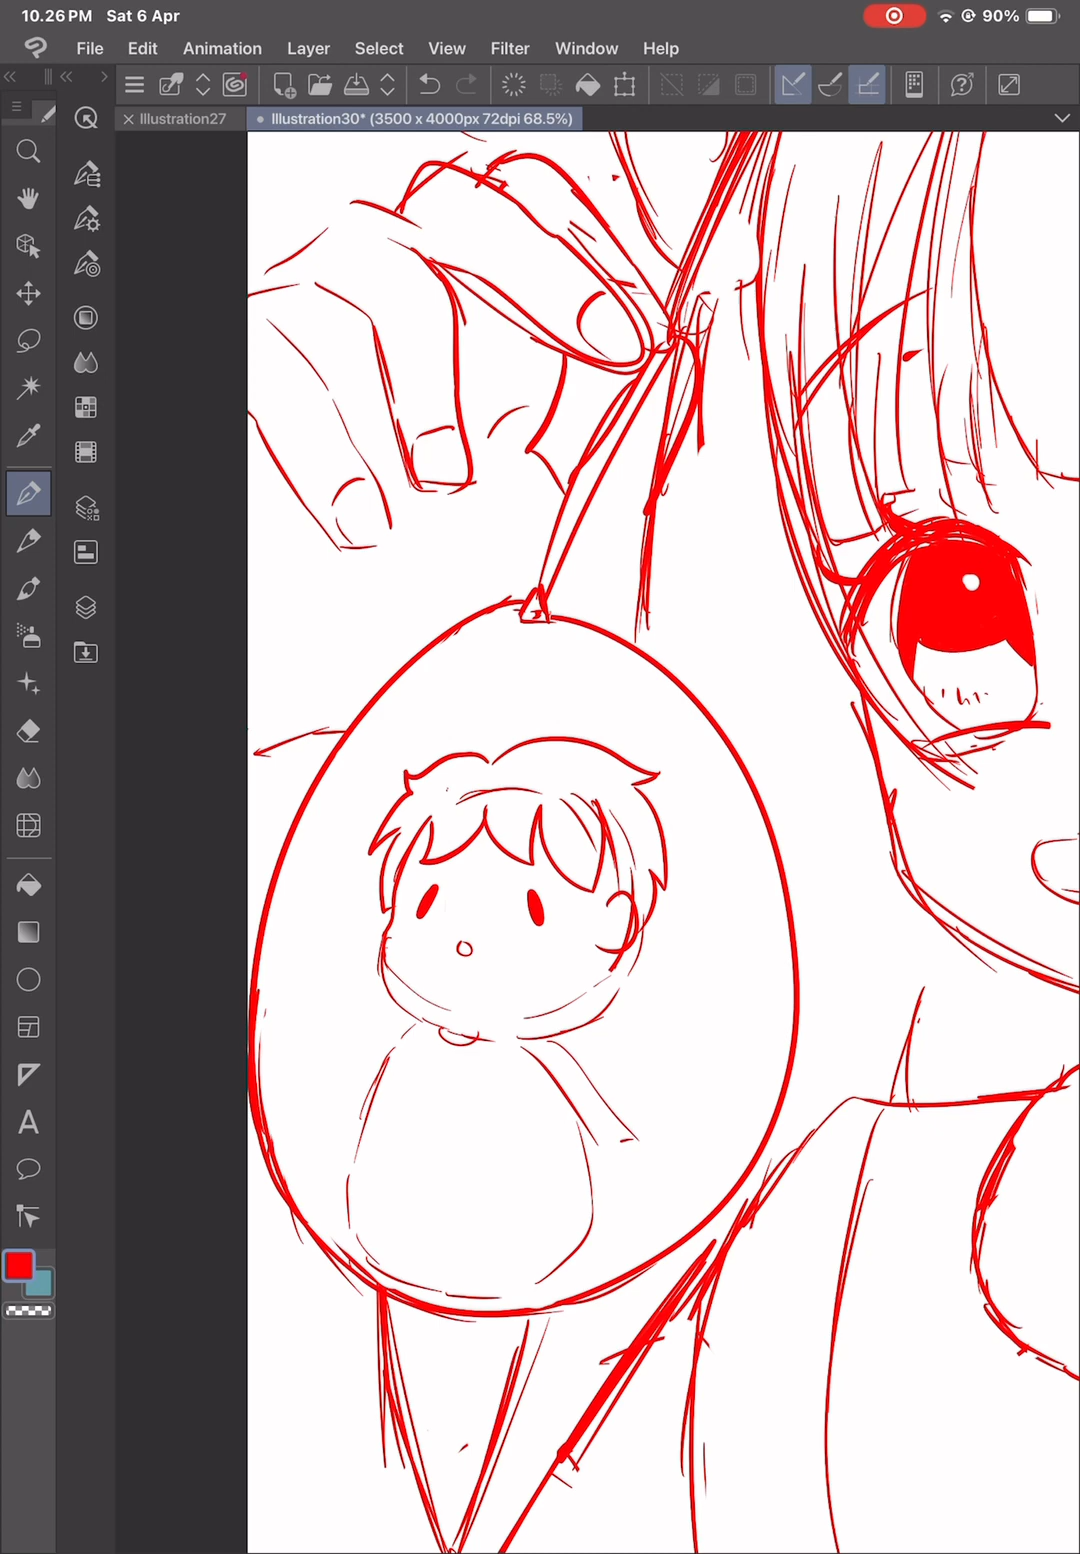 10.26 PM Sat 6 Apr 90%
File Edit Animation Layer Select View Filter Window Help
Illustration27 Illustration30* (3500 x 4000px 72dpi 68.5%)